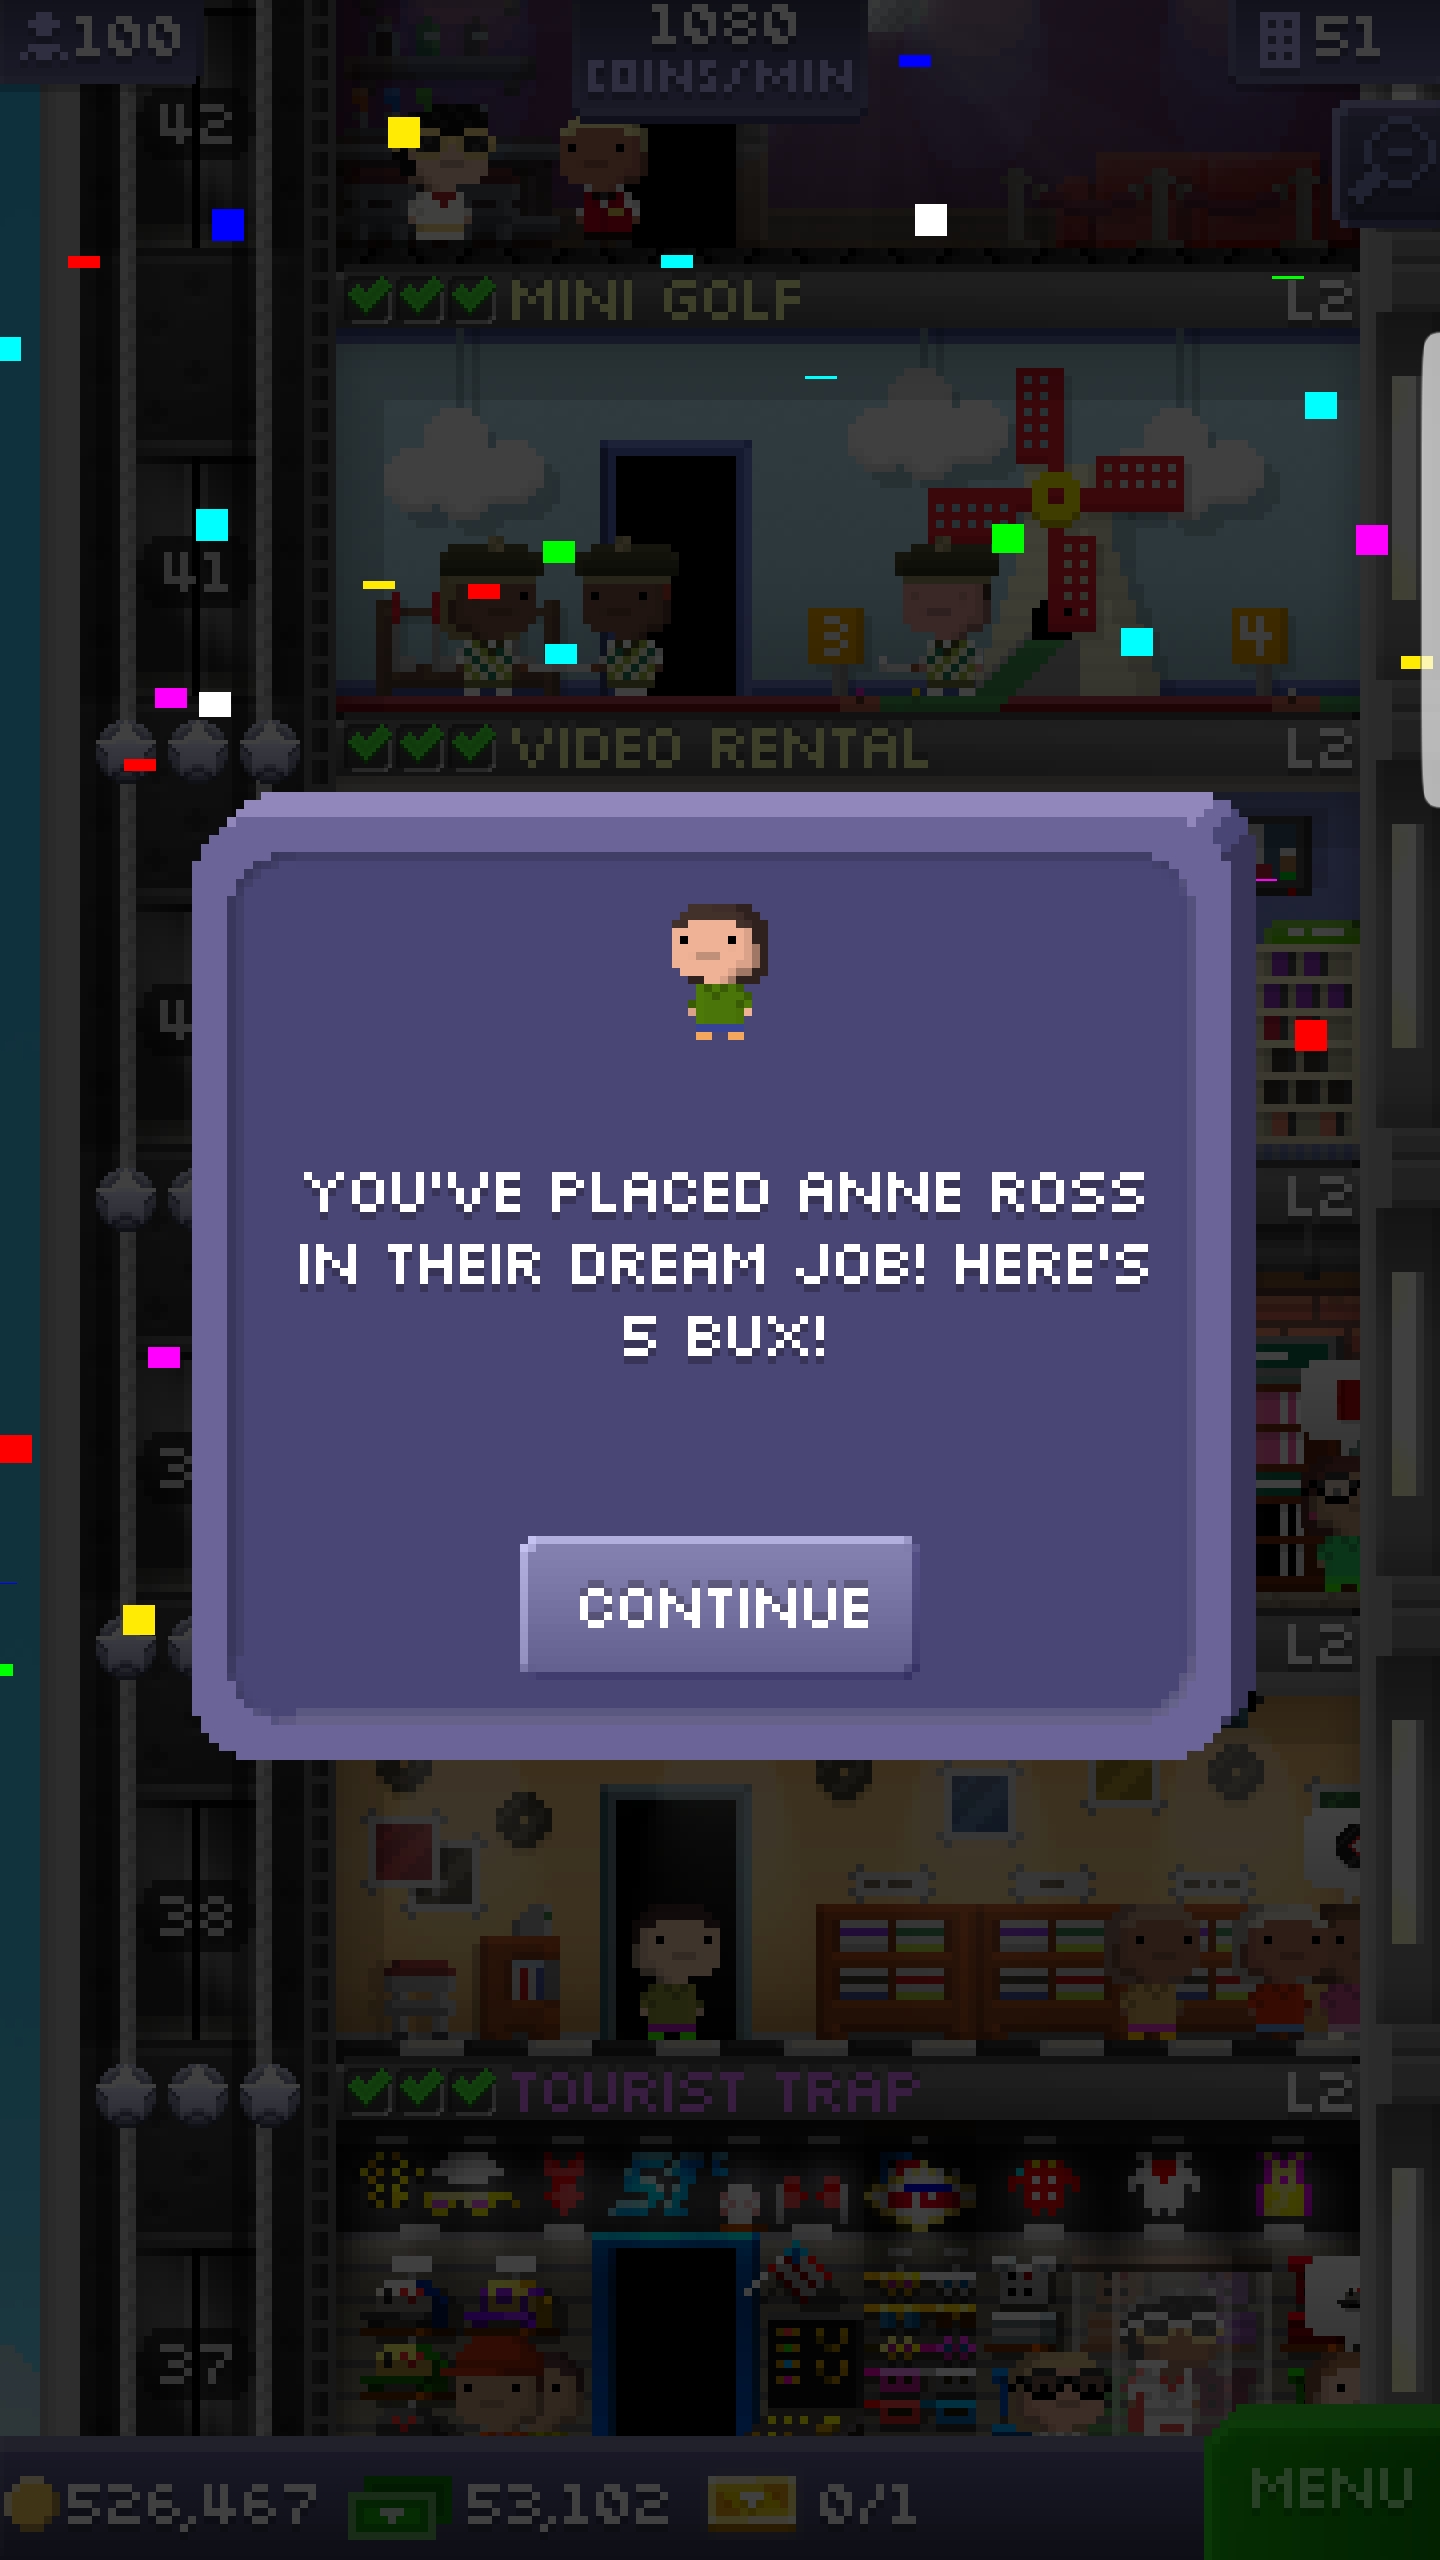 100
1080
COINS/MIN
51
42
MINI GOLF L2
3
4
41
VIDEO RENTAL L2
YOU'VE PLACED ANNE ROSS
IN THEIR DREAM JOB! HERE'S
5 BUX!
CONTINUE
L2
L2
38
TOURIST TRAP L2
37
526,467 53,102 0/1
MENU